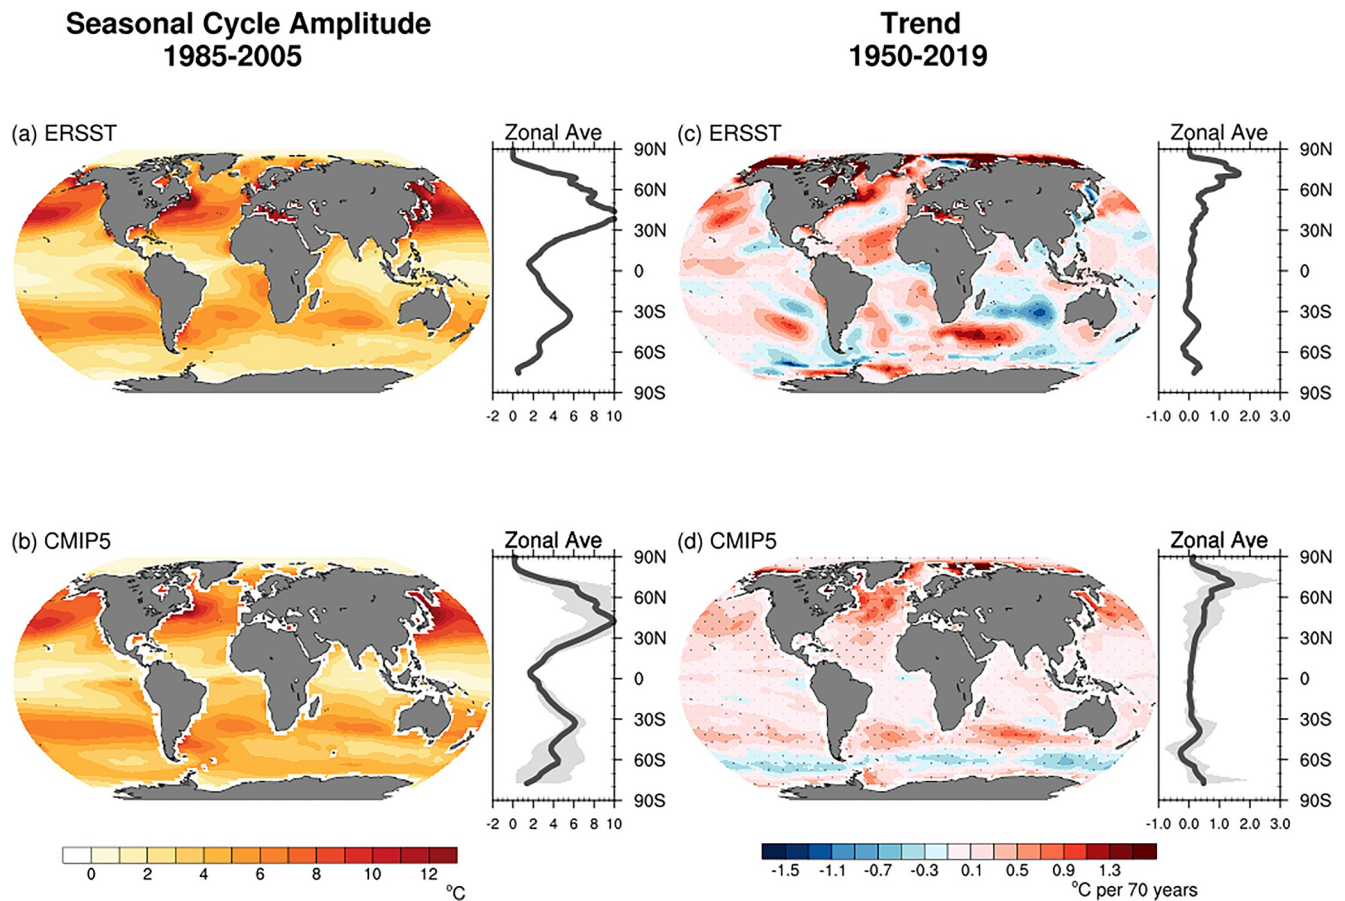 Seasonal Cycle Amplitude
1985-2005
Trend
1950-2019
(a) ERSST
Zonal Ave
90N
60N
30N
0
30S
60S
90S
-2 0 2 4 6 8 10
(c) ERSST
Zonal Ave
90N
60N
30N
0
30S
60S
90S
-1.0 0.0 1.0 2.0 3.0
(b) CMIP5
Zonal Ave
90N
60N
30N
0
30S
60S
90S
-2 0 2 4 6 8 10
(d) CMIP5
Zonal Ave
90N
60N
30N
0
30S
60S
90S
-1.0 0.0 1.0 2.0 3.0
0 2 4 6 8 10 12
°C
-1.5 -1.1 -0.7 -0.3 0.1 0.5 0.9 1.3
°C per 70 years